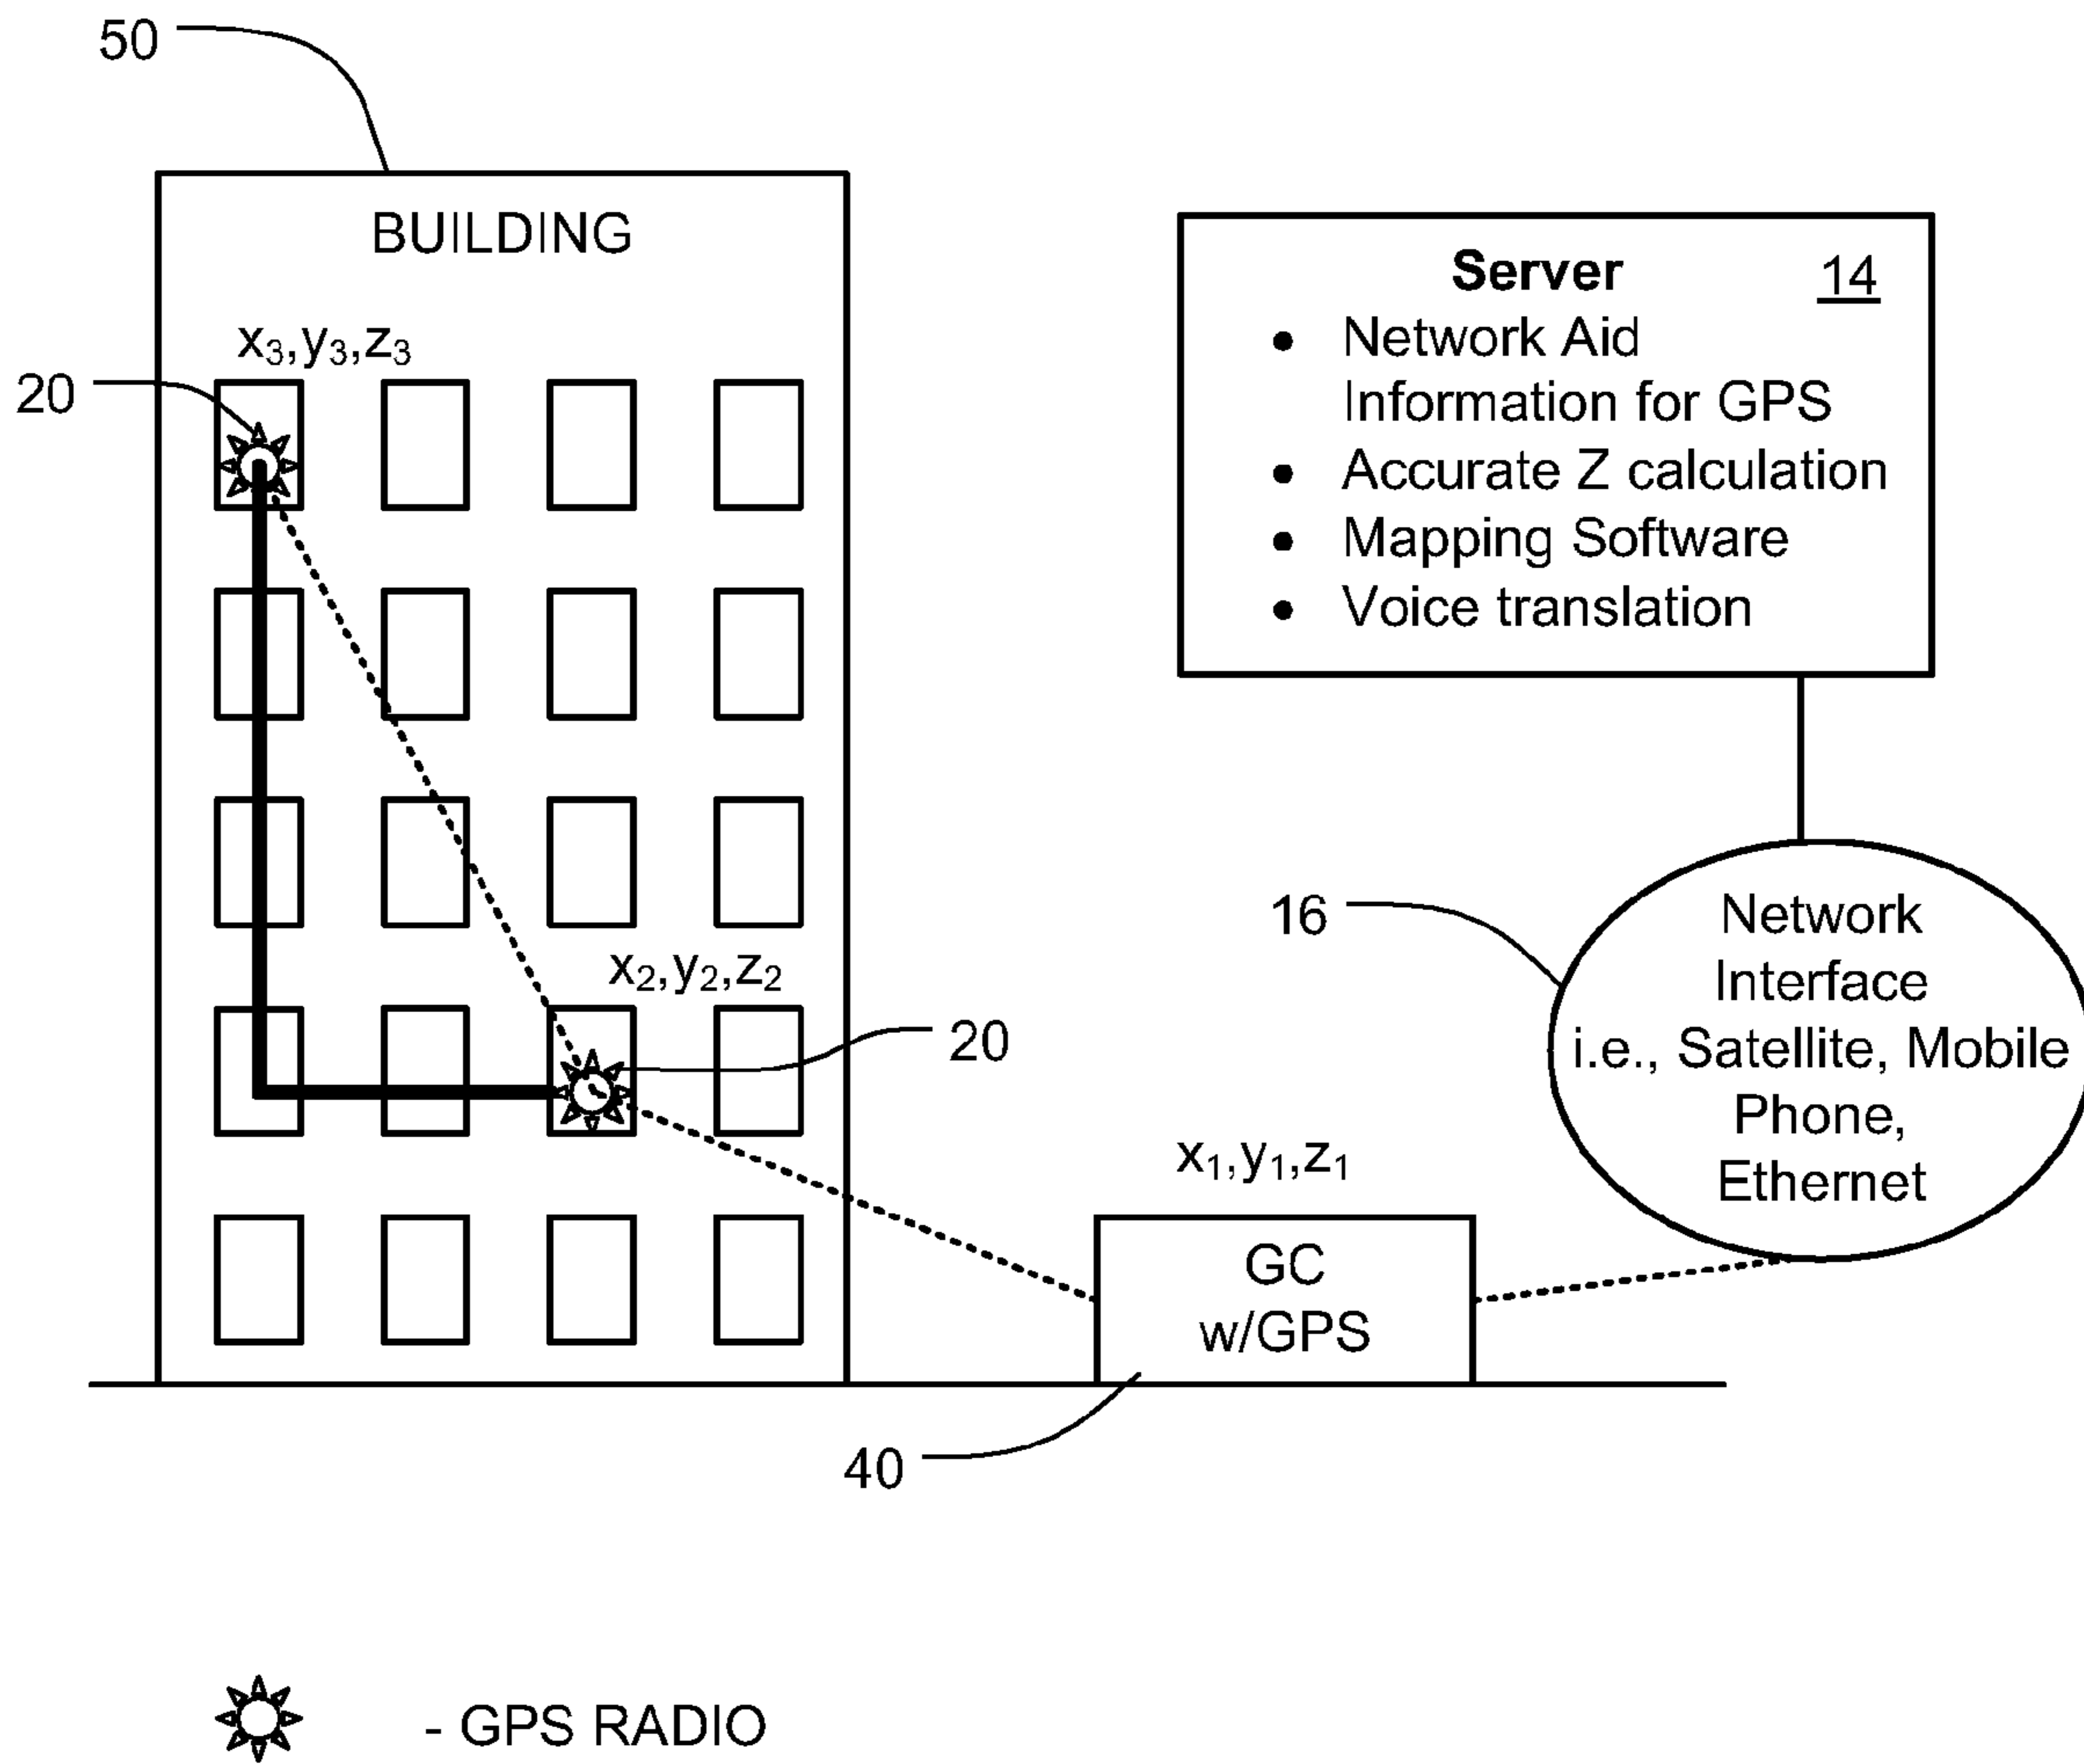 50
BUILDING
x₃,y₃,z₃
20
Server 14
• Network Aid
Information for GPS
• Accurate Z calculation
• Mapping Software
• Voice translation
16
Network
Interface
i.e., Satellite, Mobile
Phone,
Ethernet
x₂,y₂,z₂
20
x₁,y₁,z₁
GC
w/GPS
40
- GPS RADIO